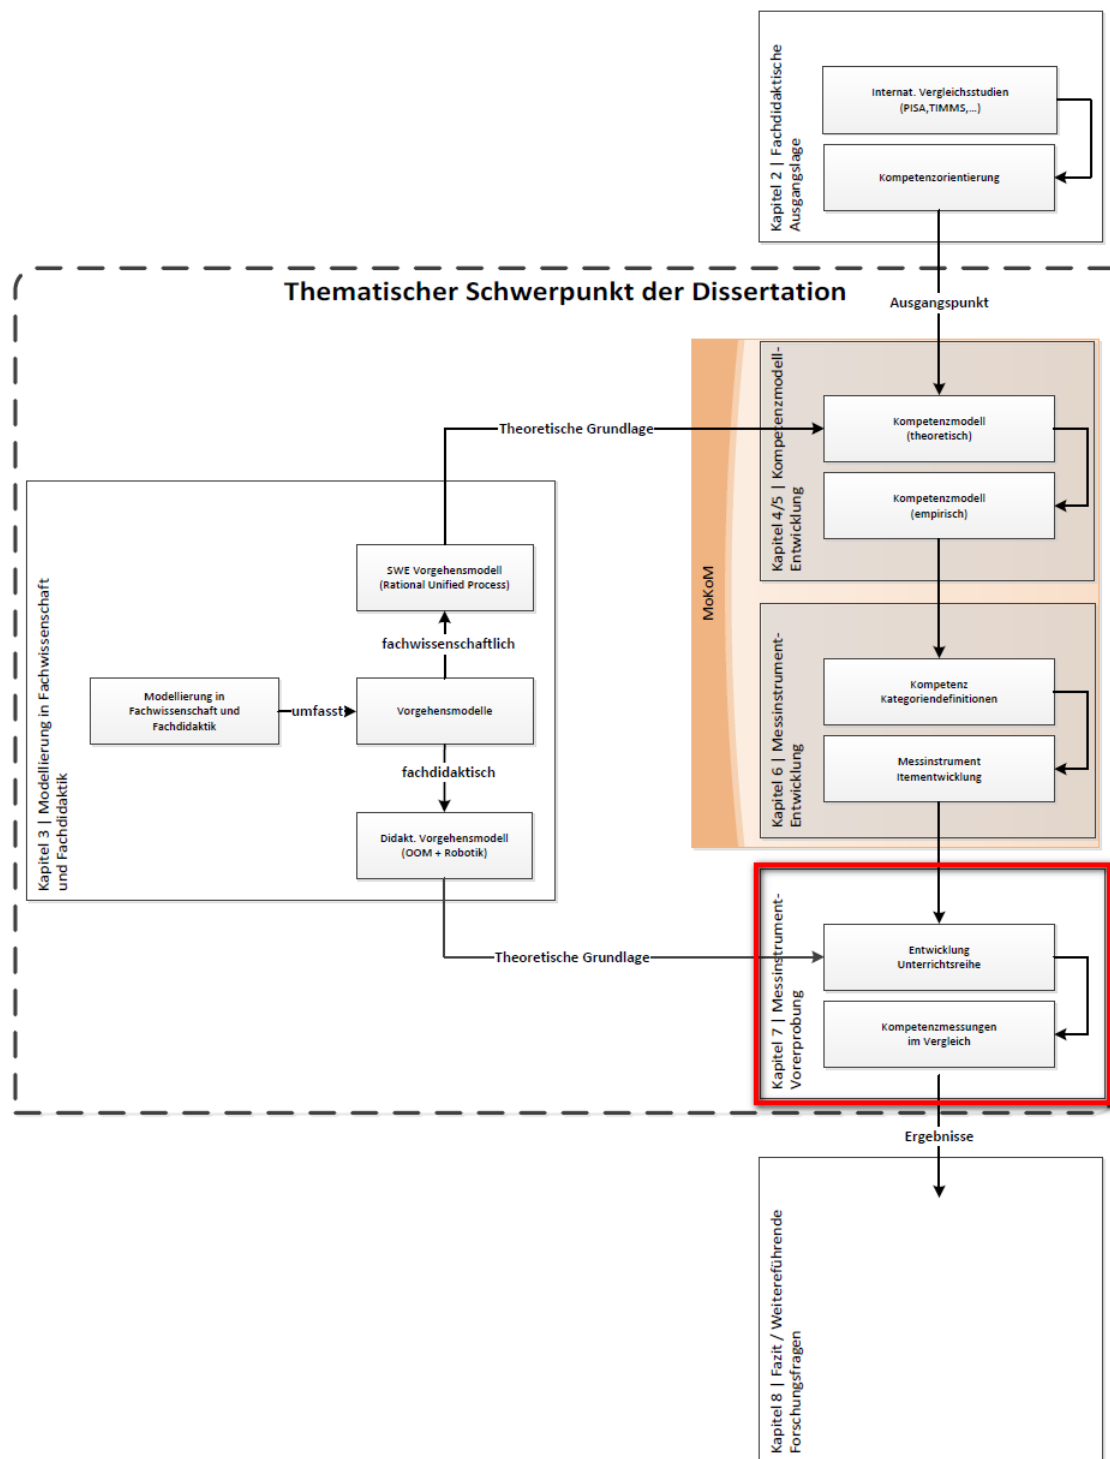 Kapitel 2 | Fachdidaktische
Ausgangslage
Internat. Vergleichsstudien
(PISA,TIMMS,...)
Kompetenzorientierung
Thematischer Schwerpunkt der Dissertation
Ausgangspunkt
MoKoM
Kapitel 4/5 | Kompetenzmodell-
Entwicklung
Kompetenzmodell
(theoretisch)
Kompetenzmodell
(empirisch)
Theoretische Grundlage
Kapitel 3 | Modellierung in Fachwissenschaft
und Fachdidaktik
SWE Vorgehensmodell
(Rational Unified Process)
fachwissenschaftlich
Modellierung in
Fachwissenschaft und
Fachdidaktik
umfasst
Vorgehensmodelle
fachdidaktisch
Didakt. Vorgehensmodell
(OOM + Robotik)
Kapitel 6 | Messinstrument-
Entwicklung
Kompetenz
Kategoriendefinitionen
Messinstrument
Itementwicklung
Theoretische Grundlage
Kapitel 7 | Messinstrument-
Vorerprobung
Entwicklung
Unterrichtsreihe
Kompetenzmessungen
im Vergleich
Ergebnisse
Kapitel 8 | Fazit / Weitereführende
Forschungsfragen